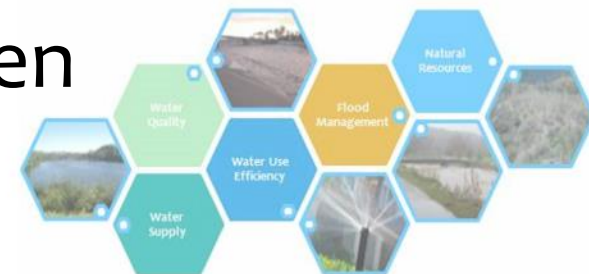 en
Natural
Resources
Water
Quality
Flood
Management
Water Use
Efficiency
Water
Supply